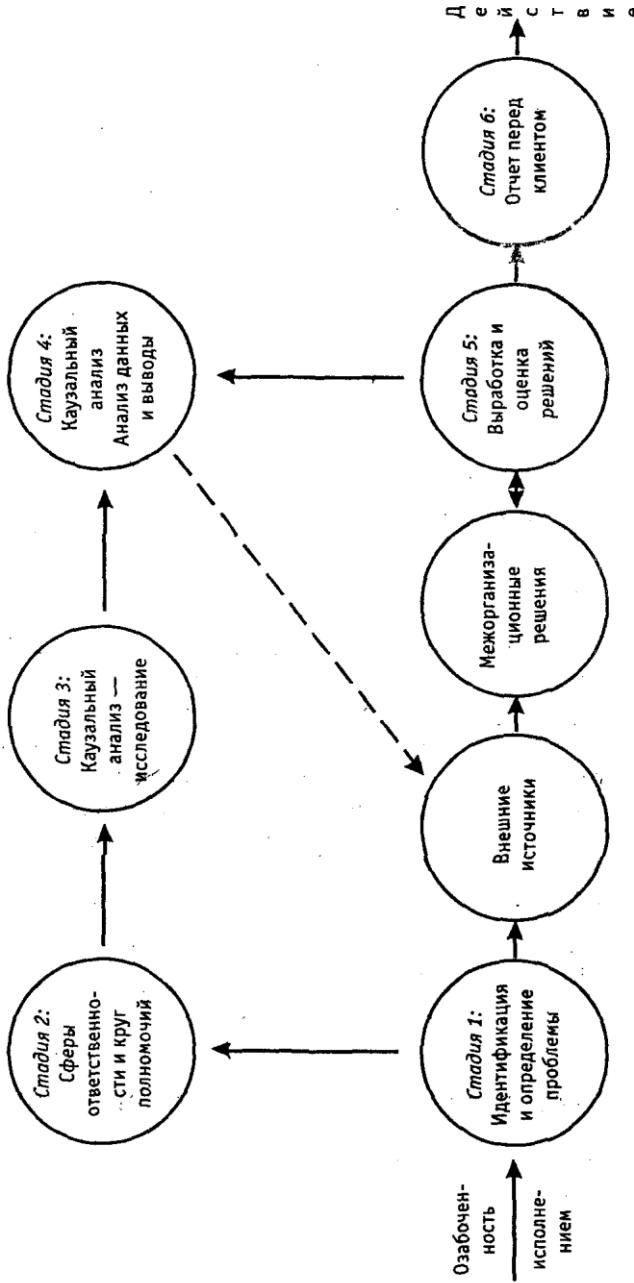 Озабочен-
ность
исполне-
нием
Стадия 1:
Идентификация
и определение
проблемы
Стадия 2:
Сферы
ответственно-
сти и круг
полномочий
Стадия 3:
Каузальный
анализ —
исследование
Стадия 4:
Каузальный
анализ
Анализ данных
и выводы
Внешние
источники
Межорганиза-
ционные
решения
Стадия 5:
Выработка и
оценка
решений
Стадия 6:
Отчет перед
клиентом
Д
е
й
с
т
в
и
е